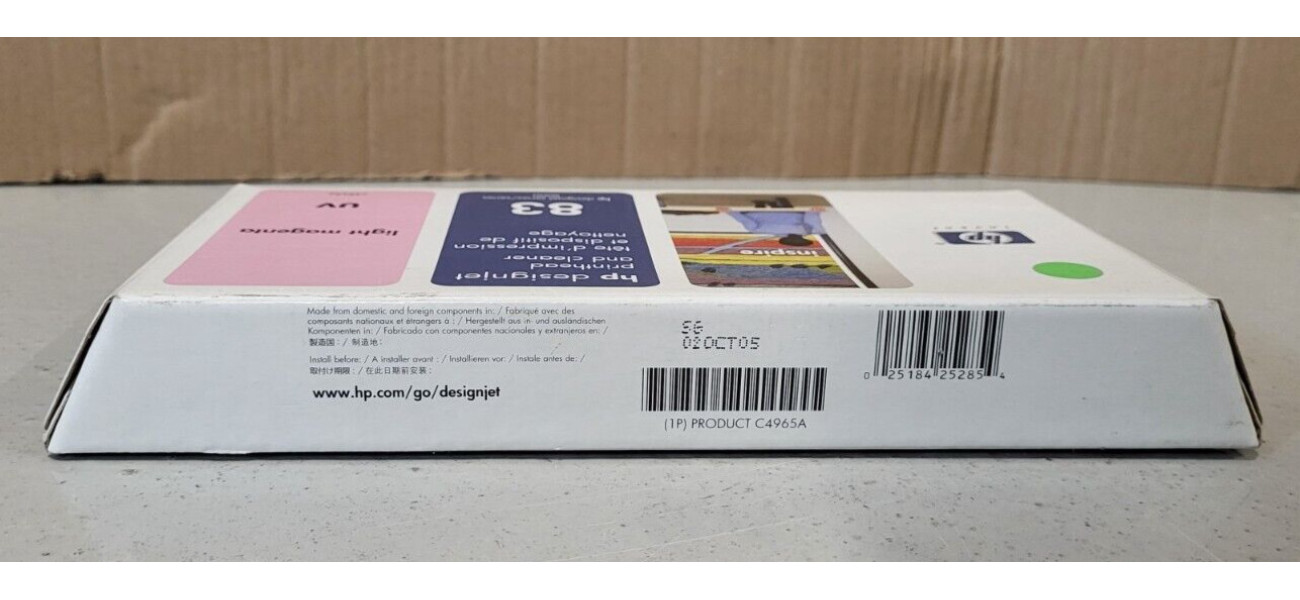 light magenta
UV
hp designjet
printhead
and cleaner
tête d'impression
et dispositif de
nettoyage
83
inspire
hp
invent
Made from domestic and foreign components in: / Fabriqué avec des
composants nationaux et étrangers à : / Hergestellt aus in- und ausländischen
Komponenten in: / Fabricado con componentes nacionales y extranjeros en: /
製造国: / 制造地:
Install before: / A installer avant : / Installieren vor: / Instale antes de: /
取付け期限: / 在此日期前安装:
www.hp.com/go/designjet
SG
02OCT05
(1P) PRODUCT C4965A
0 25184 25285 4